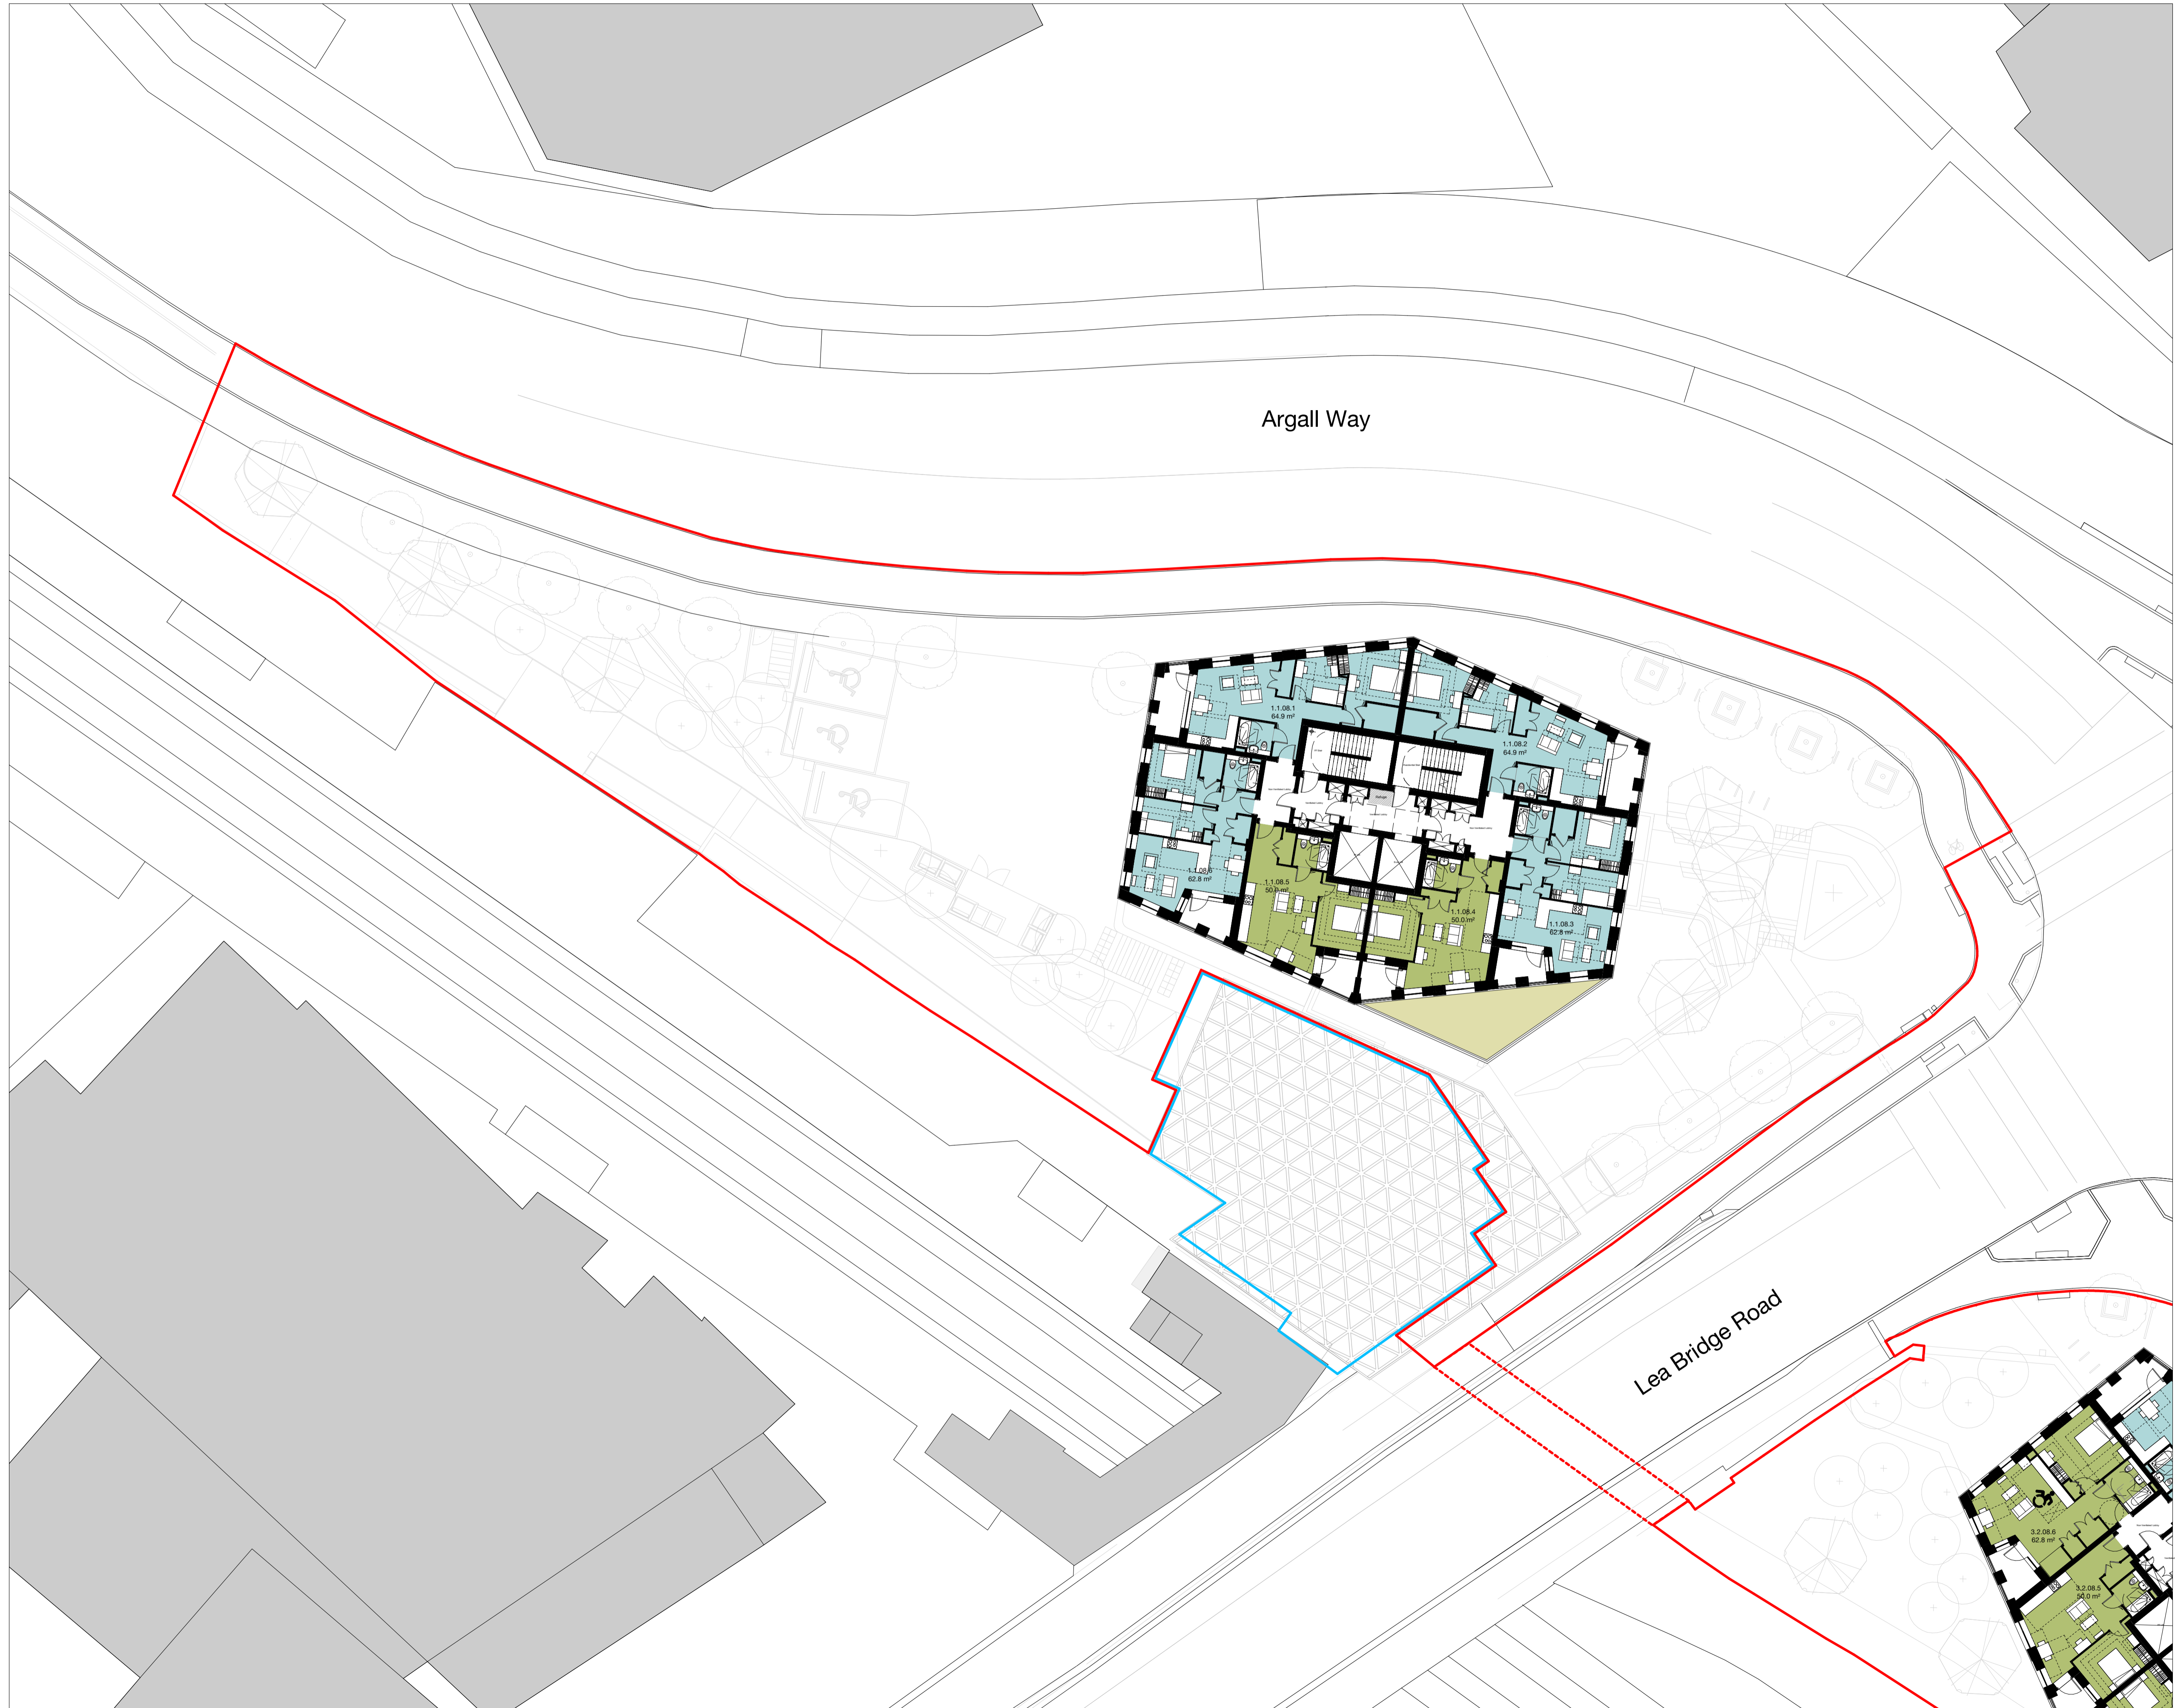 Argall Way
1.1.08.1
64.9 m²
1.1.08.2
64.9 m²
1.1.08.6
62.8 m²
1.1.08.5
50.0 m²
1.1.08.4
50.0 m²
1.1.08.3
62.8 m²
Lea Bridge Road
3.2.08.6
62.8 m²
3.2.08.5
50.0 m²